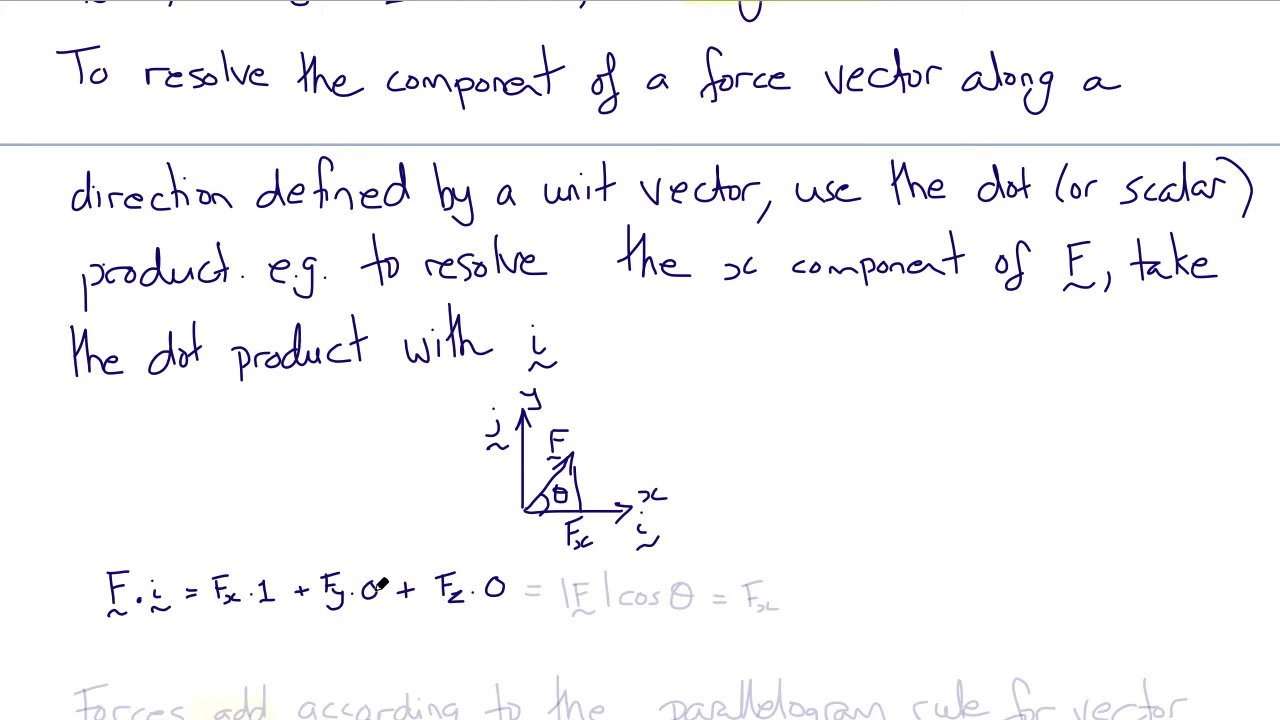 To resolve the component of a force vector along a
direction defined by a unit vector, use the dot (or scalar)
product. e.g. to resolve the x component of F, take
the dot product with i
y
j
F
θ
x
Fx
i
F . i = Fx . 1 + Fy . 0 + Fz . 0 = |F| cos θ = Fx
Forces add according to the parallelogram rule for vector